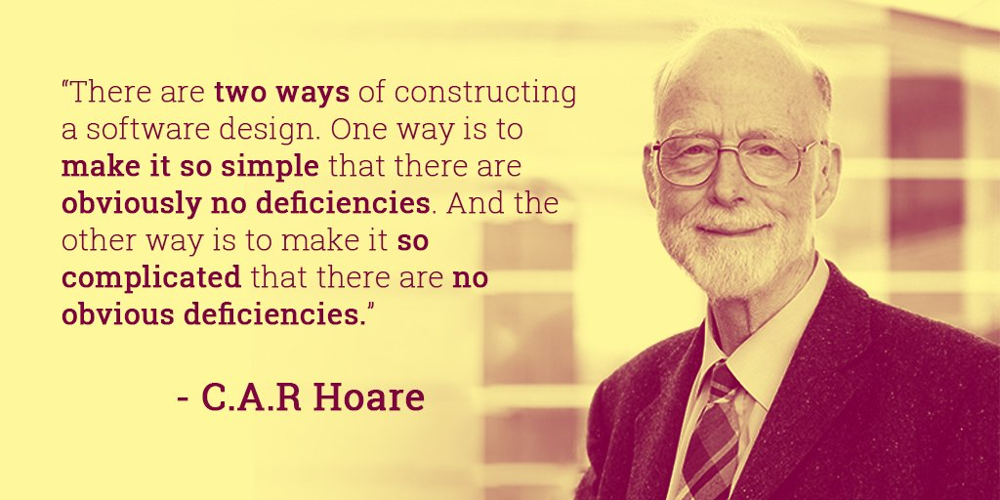 “There are two ways of constructing
a software design. One way is to
make it so simple that there are
obviously no deficiencies. And the
other way is to make it so
complicated that there are no
obvious deficiencies.”
- C.A.R Hoare